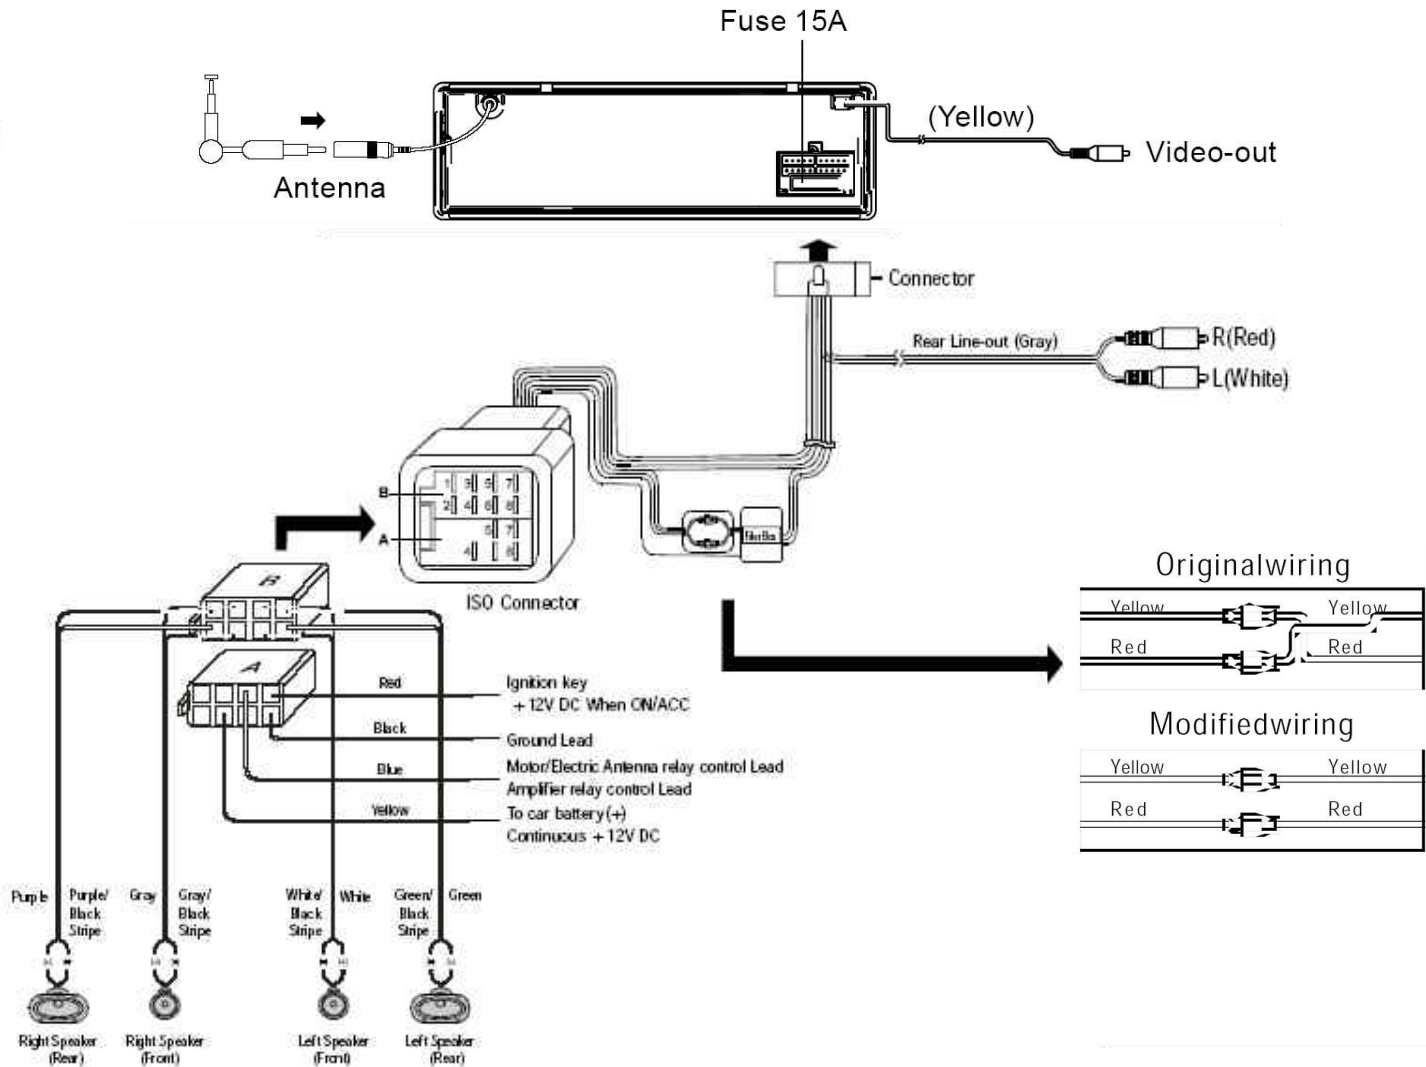 Fuse 15A
(Yellow)
Video-out
Antenna
Connector
Rear Line-out (Gray)
R(Red)
L(White)
B
1 3 5 7
2 4 6 8
A
5 7
4 8
Filter Box
ISO Connector
B
A
Red
Ignition key
+ 12V DC When ON/ACC
Black
Ground Lead
Blue
Motor/Electric Antenna relay control Lead
Amplifier relay control Lead
Yellow
To car battery(+)
Continuous + 12V DC
Originalwiring
Yellow Yellow
Red Red
Modifiedwiring
Yellow Yellow
Red Red
Purple
Purple/
Black
Stripe
Gray
Gray/
Black
Stripe
White/
Black
Stripe
White
Green/
Black
Stripe
Green
Right Speaker
(Rear)
Right Speaker
(Front)
Left Speaker
(Front)
Left Speaker
(Rear)